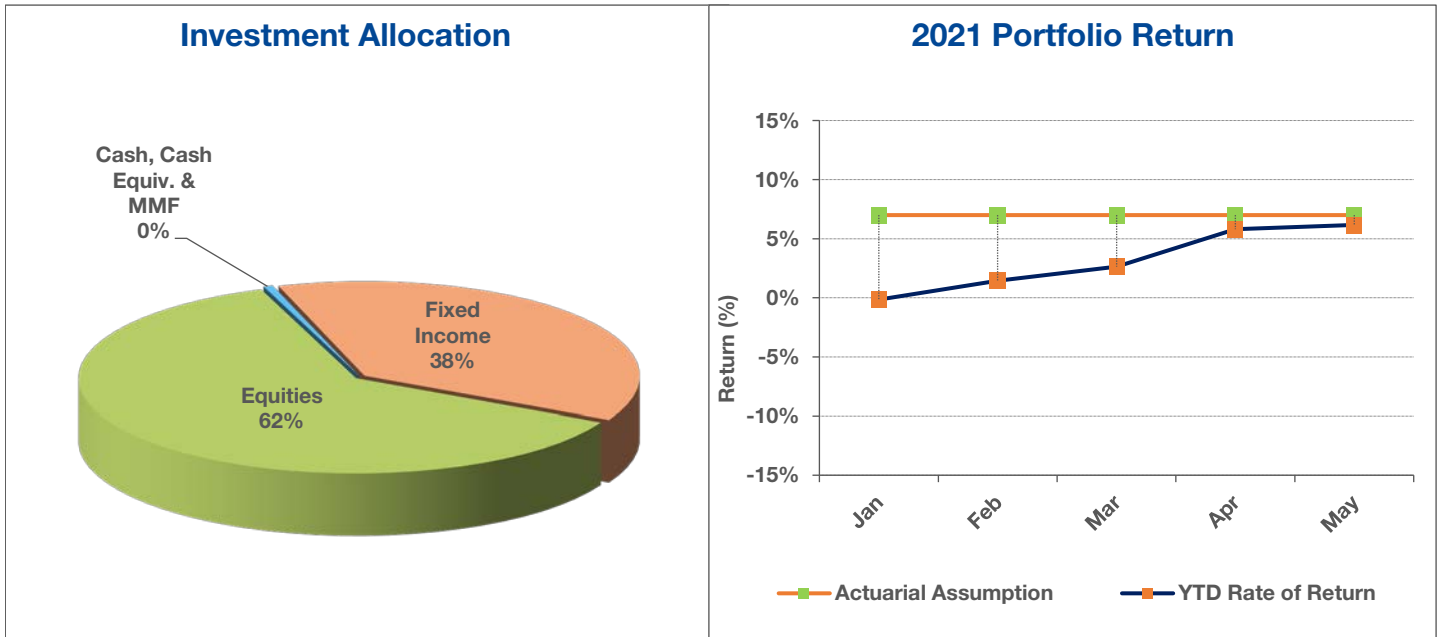 Investment Allocation
Cash, Cash
Equiv. &
MMF
0%
Fixed
Income
38%
Equities
62%
2021 Portfolio Return
15%
10%
5%
0%
-5%
-10%
-15%
Return (%)
Jan
Feb
Mar
Apr
May
Actuarial Assumption
YTD Rate of Return